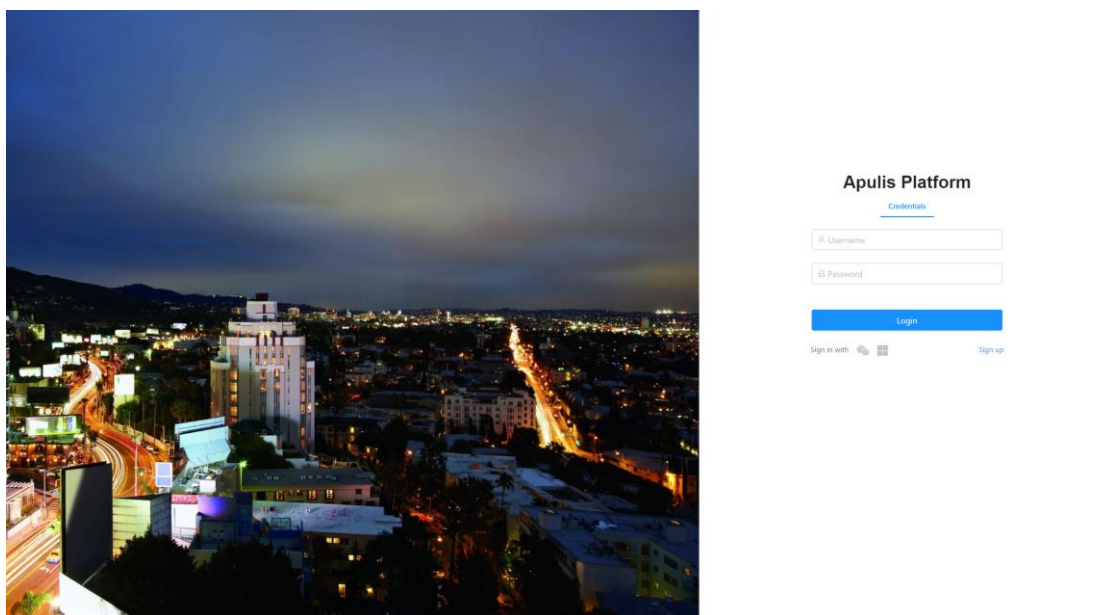 Apulis Platform
Credentials
Username
Password
Login
Sign in with
Sign up